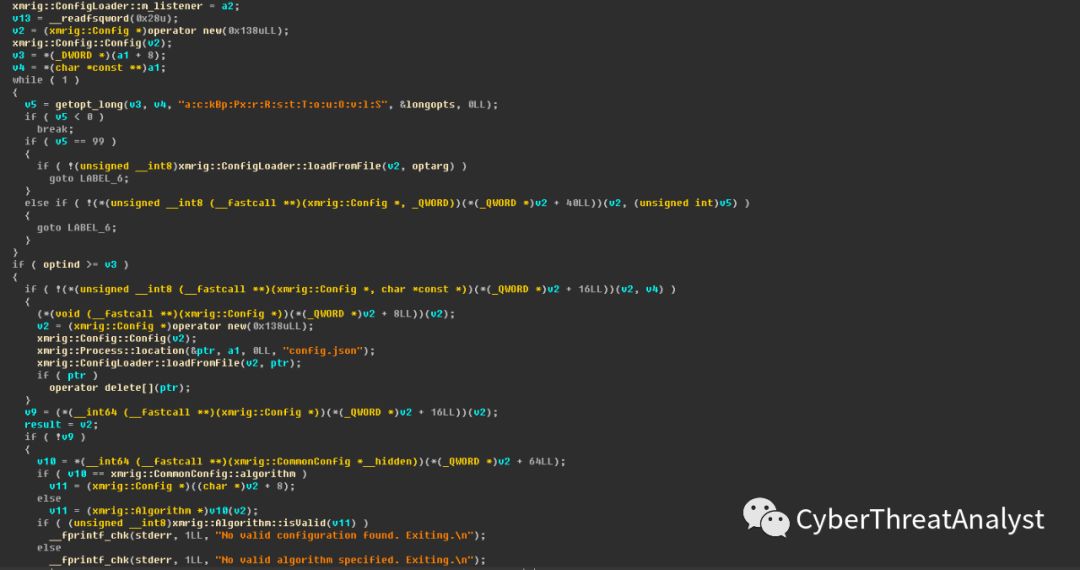 xmrig::ConfigLoader::m_listener = a2;
v13 = __readfsqword(0x28u);
v2 = (xmrig::Config *)operator new(0x138uLL);
xmrig::Config::Config(v2);
v3 = *(_DWORD *)(a1 + 8);
v4 = *(char *const **)a1;
while ( 1 )
{
v5 = getopt_long(v3, v4, "a:c:kBp:Px:r:R:s:t:T:o:u:O:v:l:S", &longopts, 0LL);
if ( v5 < 0 )
break;
if ( v5 == 99 )
{
if ( !(unsigned __int8)xmrig::ConfigLoader::loadFromFile(v2, optarg) )
goto LABEL_6;
}
else if ( !(*(unsigned __int8 (__fastcall **)(xmrig::Config *, _QWORD))(*(_QWORD *)v2 + 40LL))(v2, (unsigned int)v5) )
{
goto LABEL_6;
}
}
if ( optind >= v3 )
{
if ( !(*(unsigned __int8 (__fastcall **)(xmrig::Config *, char *const *))(*(_QWORD *)v2 + 16LL))(v2, v4) )
{
(*(void (__fastcall **)(xmrig::Config *))(*(_QWORD *)v2 + 8LL))(v2);
v2 = (xmrig::Config *)operator new(0x138uLL);
xmrig::Config::Config(v2);
xmrig::Process::location(&ptr, a1, 0LL, "config.json");
xmrig::ConfigLoader::loadFromFile(v2, ptr);
if ( ptr )
operator delete[](ptr);
}
v9 = (*(__int64 (__fastcall **)(xmrig::Config *))(*(_QWORD *)v2 + 16LL))(v2);
result = v2;
if ( !v9 )
{
v10 = *(__int64 (__fastcall **)(xmrig::CommonConfig *__hidden))(*(_QWORD *)v2 + 64LL);
if ( v10 == xmrig::CommonConfig::algorithm )
v11 = (xmrig::Config *)((char *)v2 + 8);
else
v11 = (xmrig::Algorithm *)v10(v2);
if ( (unsigned __int8)xmrig::Algorithm::isValid(v11) )
__fprintf_chk(stderr, 1LL, "No valid configuration found. Exiting.\n");
else
__fprintf_chk(stderr, 1LL, "No valid algorithm specified. Exiting.\n");
CyberThreatAnalyst